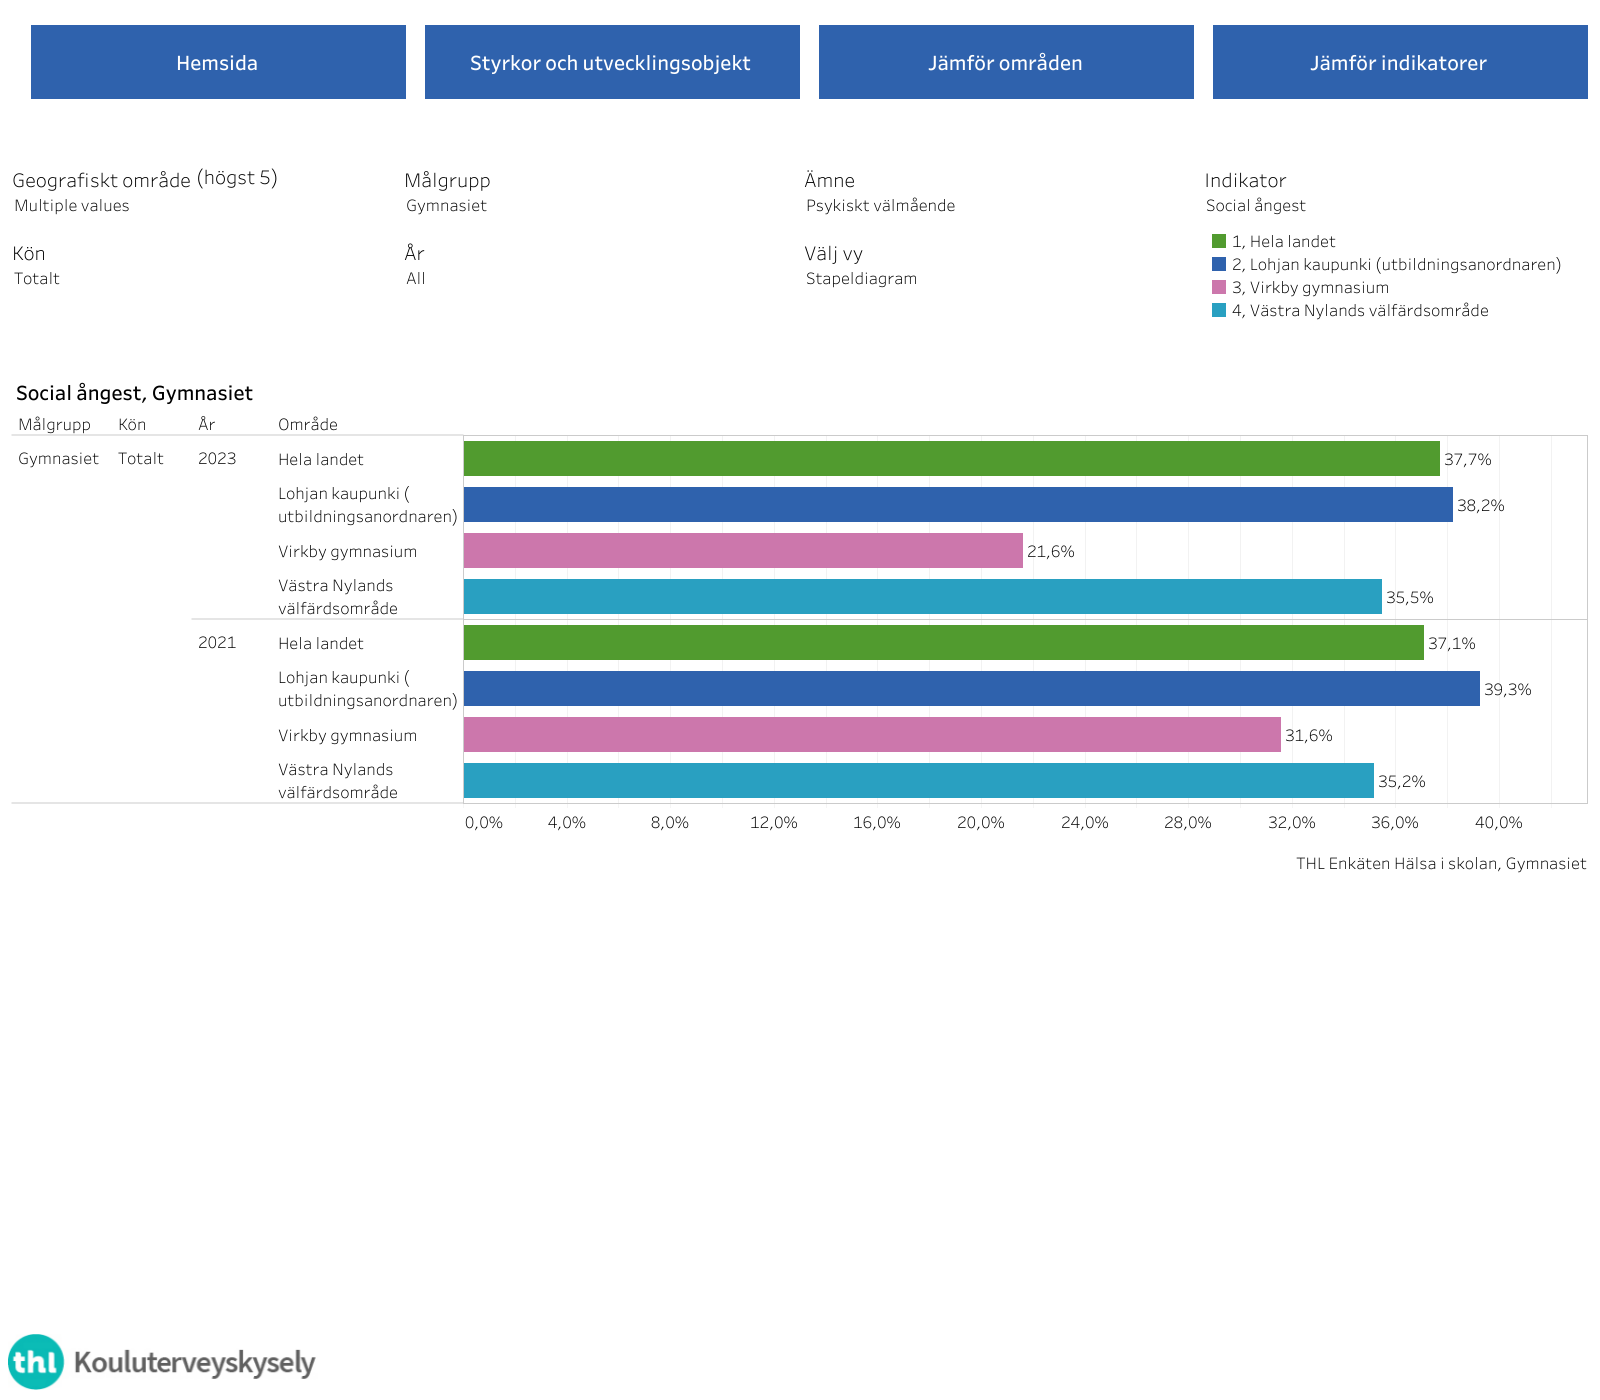 Hemsida
Styrkor och utvecklingsobjekt
Jämför områden
Jämför indikatorer
Geografiskt område (högst 5)
Multiple values
Målgrupp
Gymnasiet
Ämne
Psykiskt välmående
Indikator
Social ångest
Kön
Totalt
År
All
Välj vy
Stapeldiagram
1, Hela landet
2, Lohjan kaupunki (utbildningsanordnaren)
3, Virkby gymnasium
4, Västra Nylands välfärdsområde
Social ångest, Gymnasiet
Målgrupp Kön År Område
Gymnasiet Totalt 2023 Hela landet 37,7%
Lohjan kaupunki (
utbildningsanordnaren) 38,2%
Virkby gymnasium 21,6%
Västra Nylands
välfärdsområde 35,5%
2021 Hela landet 37,1%
Lohjan kaupunki (
utbildningsanordnaren) 39,3%
Virkby gymnasium 31,6%
Västra Nylands
välfärdsområde 35,2%
0,0% 4,0% 8,0% 12,0% 16,0% 20,0% 24,0% 28,0% 32,0% 36,0% 40,0%
THL Enkäten Hälsa i skolan, Gymnasiet
thl Kouluterveyskysely